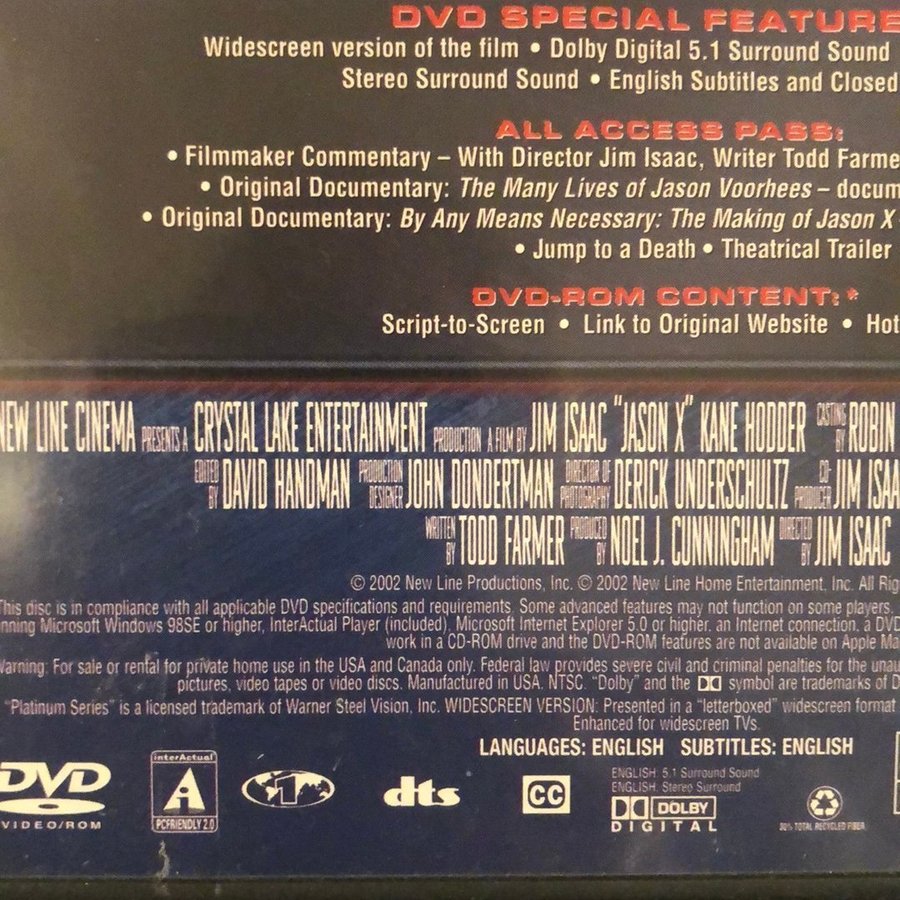 DVD SPECIAL FEATURE
Widescreen version of the film • Dolby Digital 5.1 Surround Sound
Stereo Surround Sound • English Subtitles and Closed
ALL ACCESS PASS:
• Filmmaker Commentary – With Director Jim Isaac, Writer Todd Farme
• Original Documentary: The Many Lives of Jason Voorhees – docum
• Original Documentary: By Any Means Necessary: The Making of Jason X
• Jump to a Death • Theatrical Trailer
DVD-ROM CONTENT:*
Script-to-Screen • Link to Original Website • Hot
NEW LINE CINEMA PRESENTS A CRYSTAL LAKE ENTERTAINMENT PRODUCTION A FILM BY JIM ISAAC "JASON X" KANE HODDER CASTING BY ROBIN
EDITED BY DAVID HANDMAN PRODUCTION DESIGNER JOHN DONDERTMAN DIRECTOR OF PHOTOGRAPHY DERICK UNDERSCHULTZ CO-PRODUCER JIM ISAA
WRITTEN BY TODD FARMER PRODUCED BY NOEL J. CUNNINGHAM DIRECTED BY JIM ISAAC
© 2002 New Line Productions, Inc. © 2002 New Line Home Entertainment, Inc. All Rig
This disc is in compliance with all applicable DVD specifications and requirements. Some advanced features may not function on some players.
nning Microsoft Windows 98SE or higher, InterActual Player (included), Microsoft Internet Explorer 5.0 or higher, an Internet connection, a DVD
work in a CD-ROM drive and the DVD-ROM features are not available on Apple Ma
Warning: For sale or rental for private home use in the USA and Canada only. Federal law provides severe civil and criminal penalties for the unau
pictures, video tapes or video discs. Manufactured in USA. NTSC. "Dolby" and the symbol are trademarks of D
"Platinum Series" is a licensed trademark of Warner Steel Vision, Inc. WIDESCREEN VERSION: Presented in a "letterboxed" widescreen format
Enhanced for widescreen TVs.
LANGUAGES: ENGLISH SUBTITLES: ENGLISH
DVD
VIDEO/ROM
InterActual
A
PCFRIENDLY 2.0
1
dts
CC
ENGLISH: 5.1 Surround Sound
ENGLISH: Stereo Surround
DOLBY
DIGITAL
30% TOTAL RECYCLED FIBER